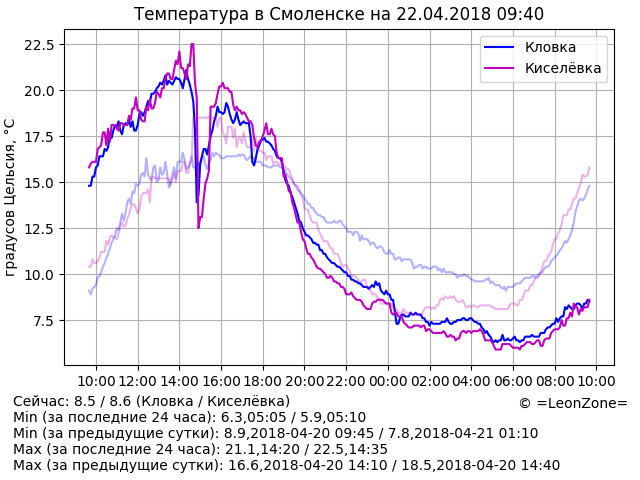 Температура в Смоленске на 22.04.2018 09:40
Кловка
Киселёвка
градусов Цельсия, °C
22.5
20.0
17.5
15.0
12.5
10.0
7.5
10:00 12:00 14:00 16:00 18:00 20:00 22:00 00:00 02:00 04:00 06:00 08:00 10:00
Сейчас: 8.5 / 8.6 (Кловка / Киселёвка)
© =LeonZone=
Min (за последние 24 часа): 6.3,05:05 / 5.9,05:10
Min (за предыдущие сутки): 8.9,2018-04-20 09:45 / 7.8,2018-04-21 01:10
Max (за последние 24 часа): 21.1,14:20 / 22.5,14:35
Max (за предыдущие сутки): 16.6,2018-04-20 14:10 / 18.5,2018-04-20 14:40